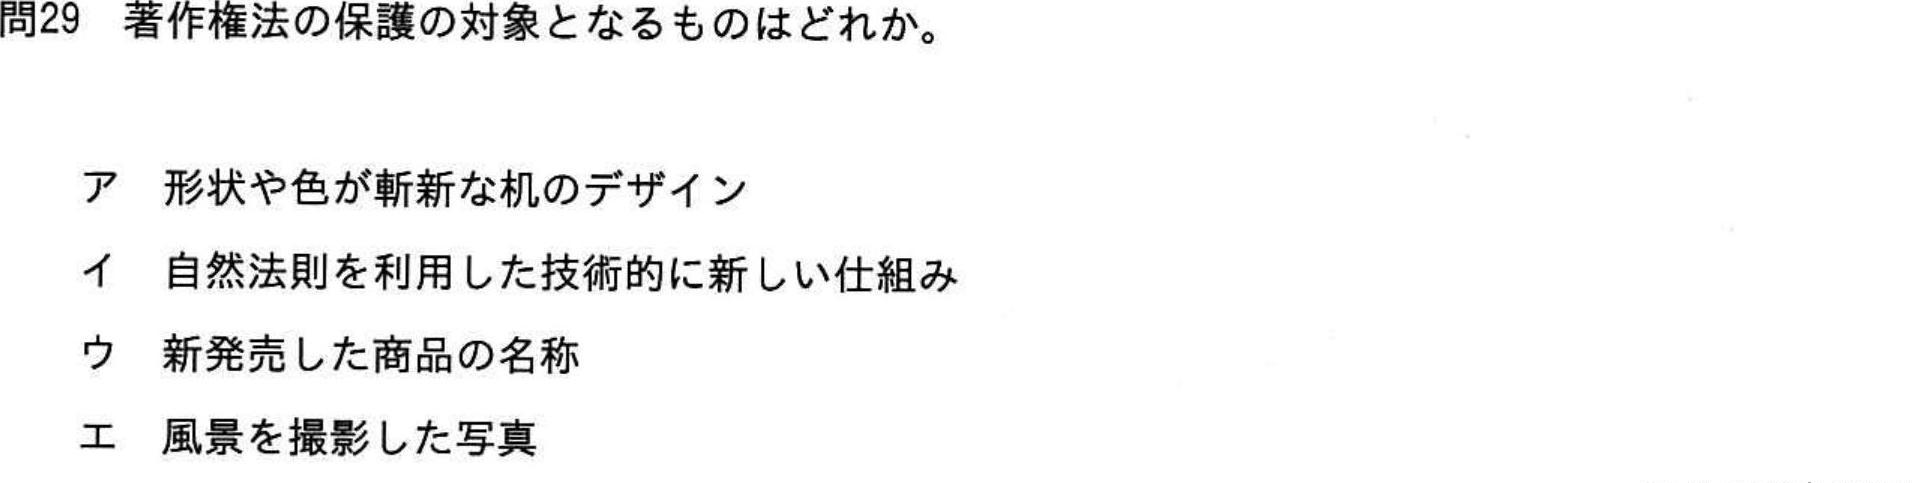 問29　著作権法の保護の対象となるものはどれか。
ア　形状や色が斬新な机のデザイン
イ　自然法則を利用した技術的に新しい仕組み
ウ　新発売した商品の名称
エ　風景を撮影した写真